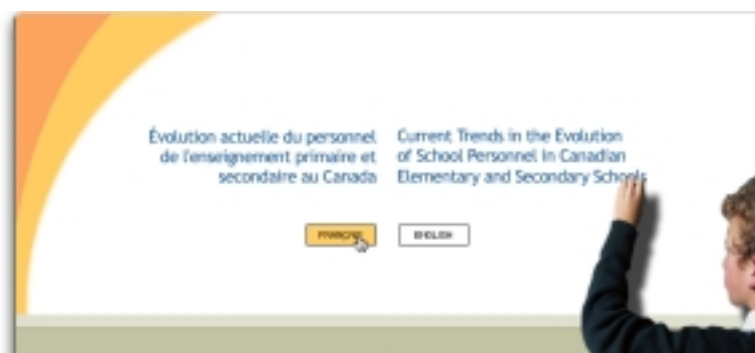 Évolution actuelle du personnel
de l'enseignement primaire et
secondaire au Canada
Current Trends in the Evolution
of School Personnel in Canadian
Elementary and Secondary Schools
FRANÇAIS
ENGLISH